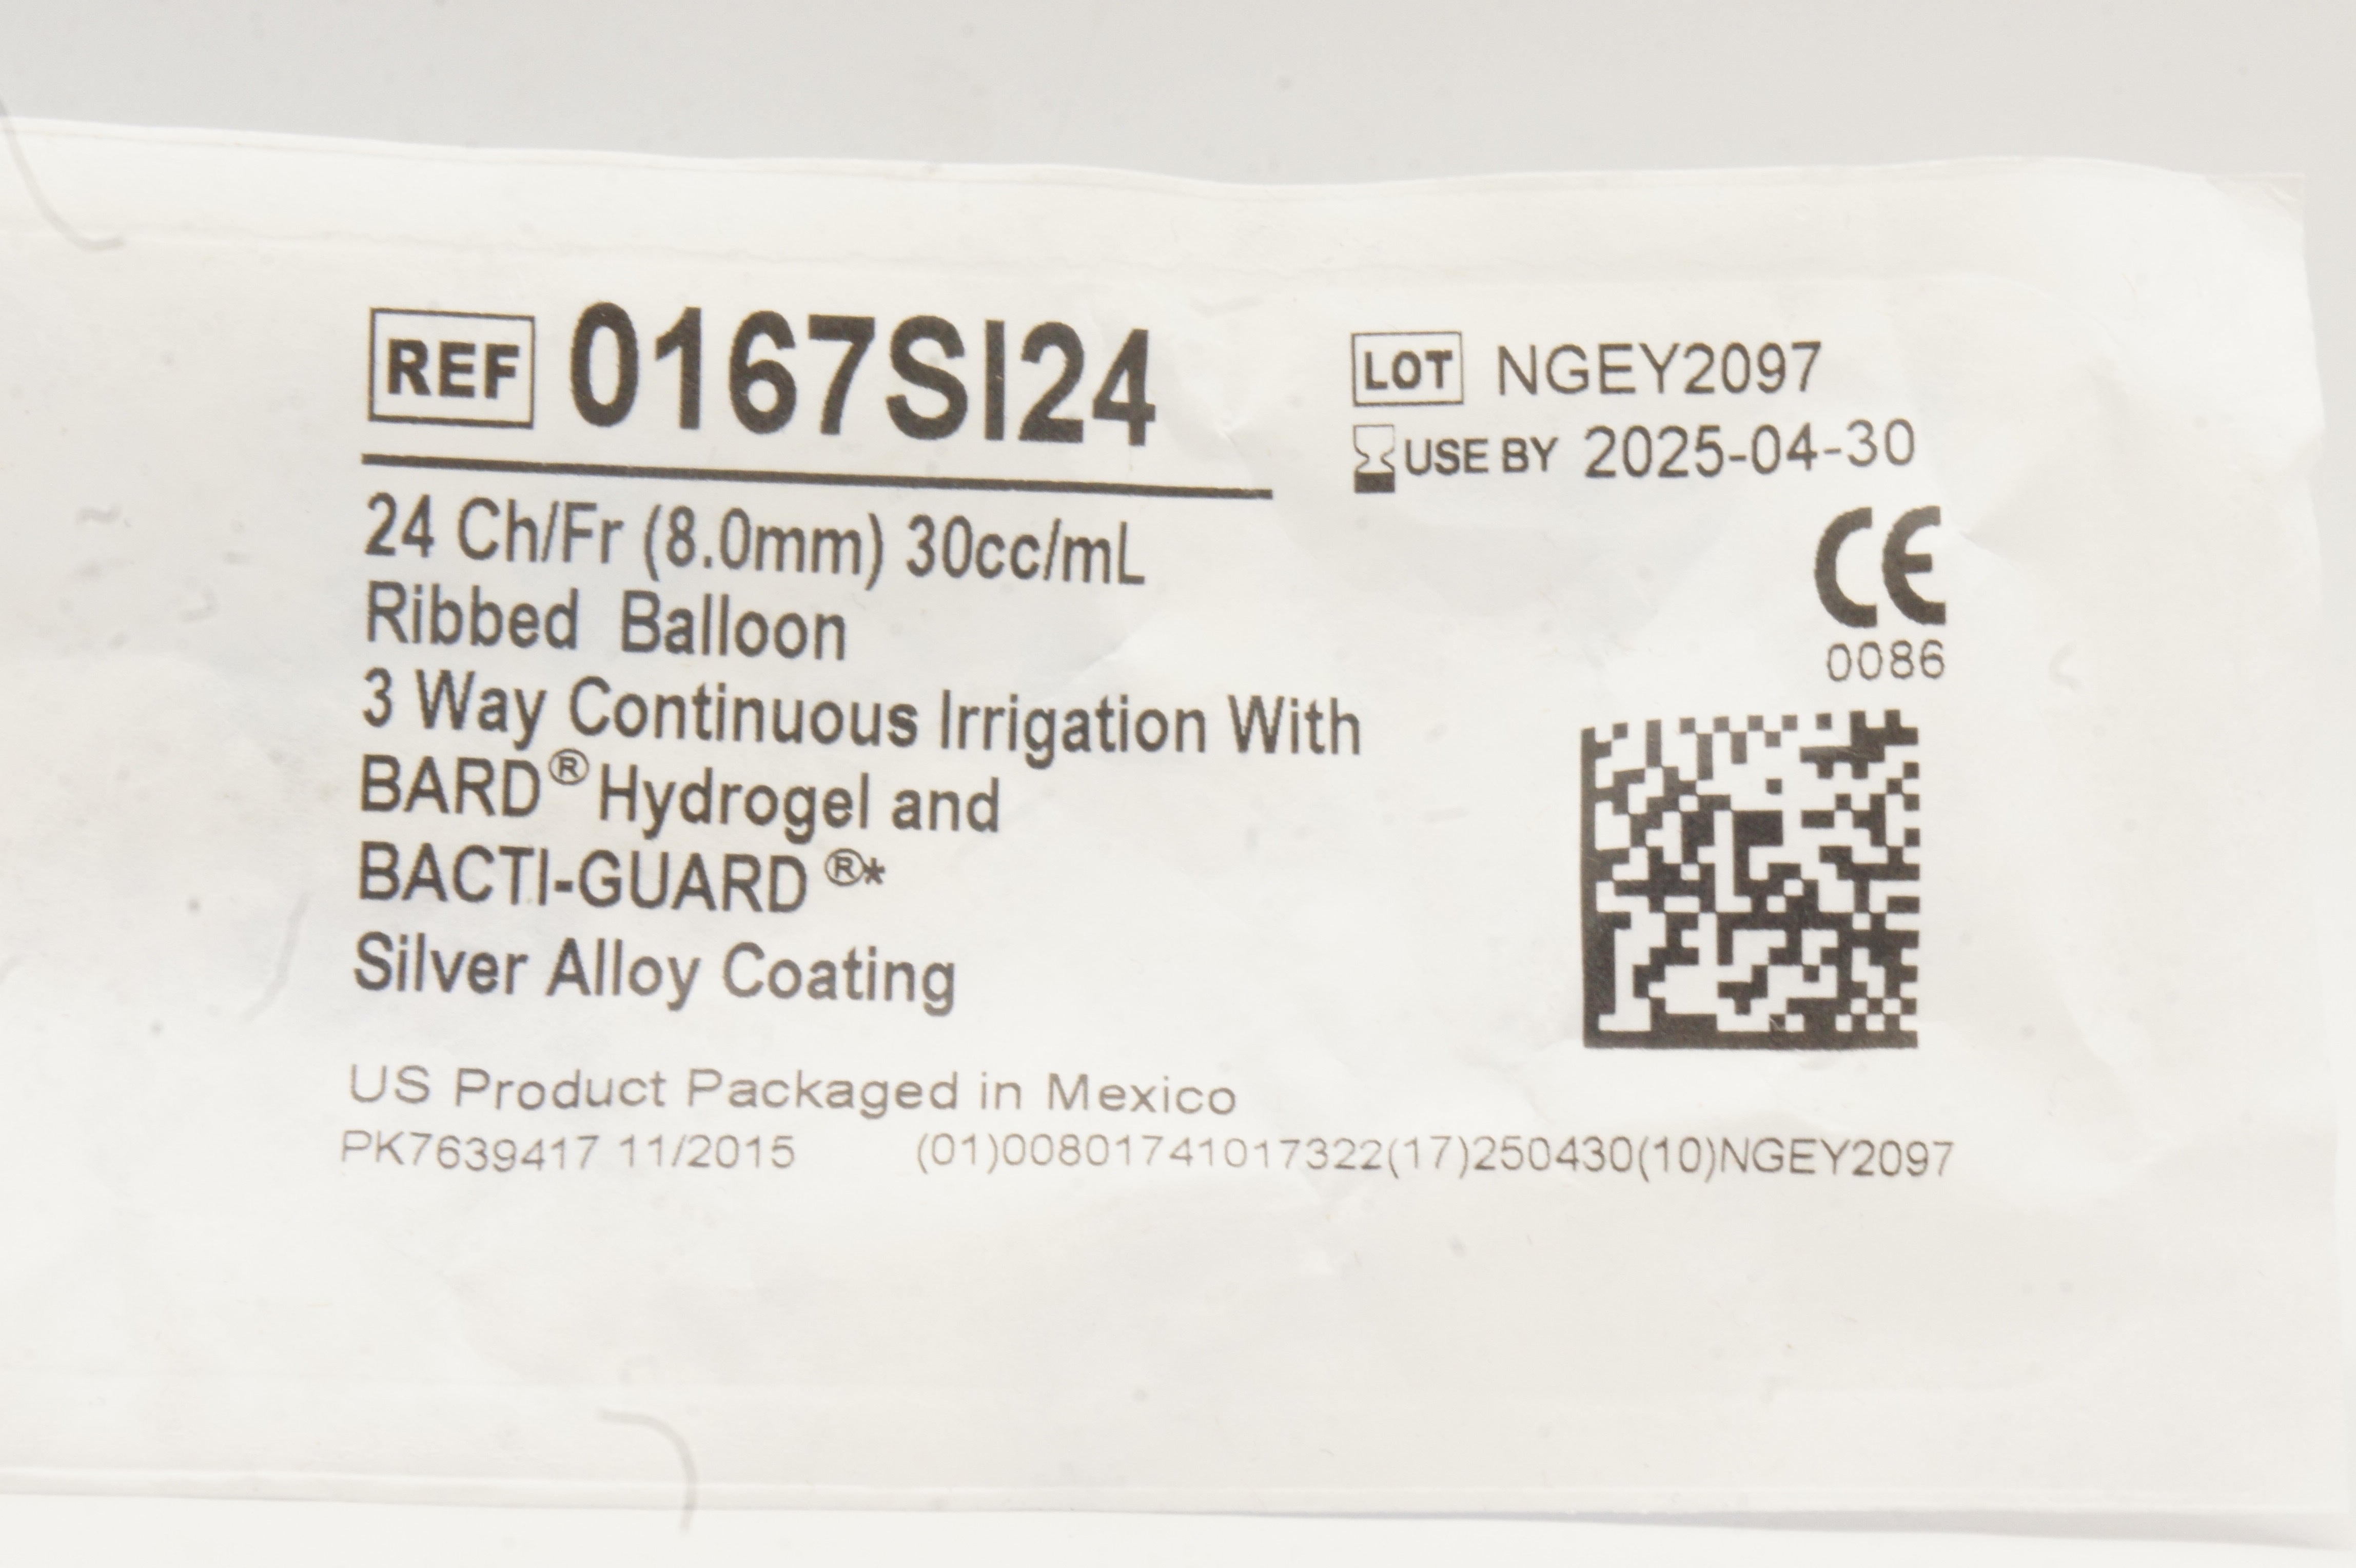 REF 0167SI24
LOT NGEY2097
USE BY 2025-04-30
24 Ch/Fr (8.0mm) 30cc/mL
Ribbed Balloon
3 Way Continuous Irrigation With
BARD® Hydrogel and
BACTI-GUARD®*
Silver Alloy Coating
CE
0086
US Product Packaged in Mexico
PK7639417 11/2015 (01)00801741017322(17)250430(10)NGEY2097